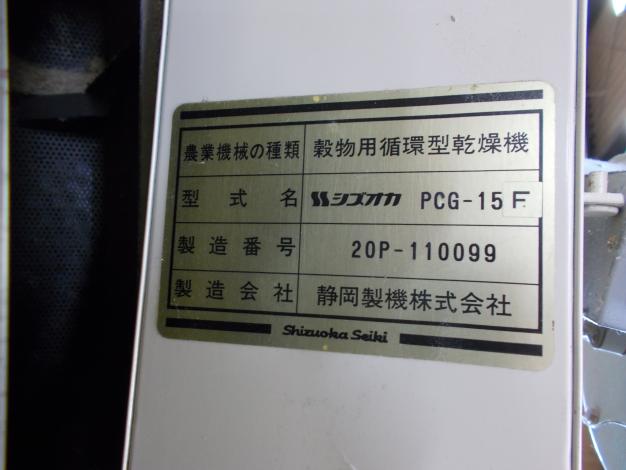 農業機械の種類 穀物用循環型乾燥機
型式名 シズオカ PCG-15F
製造番号 20P-110099
製造会社 静岡製機株式会社
Shizuoka Seiki